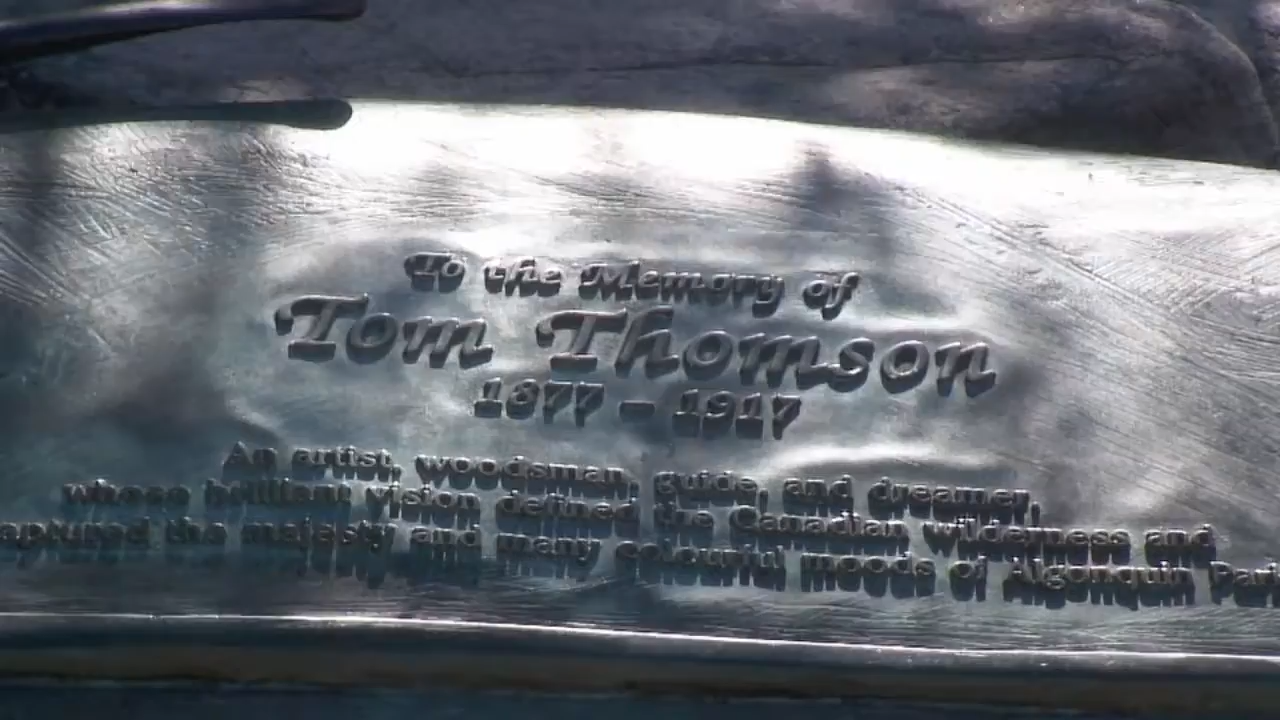 To the Memory of
Tom Thomson
1877 - 1917
An artist, woodsman, guide, and dreamer,
whose brilliant vision defined the Canadian wilderness and
aptured the majesty and many colourful moods of Algonquin Park